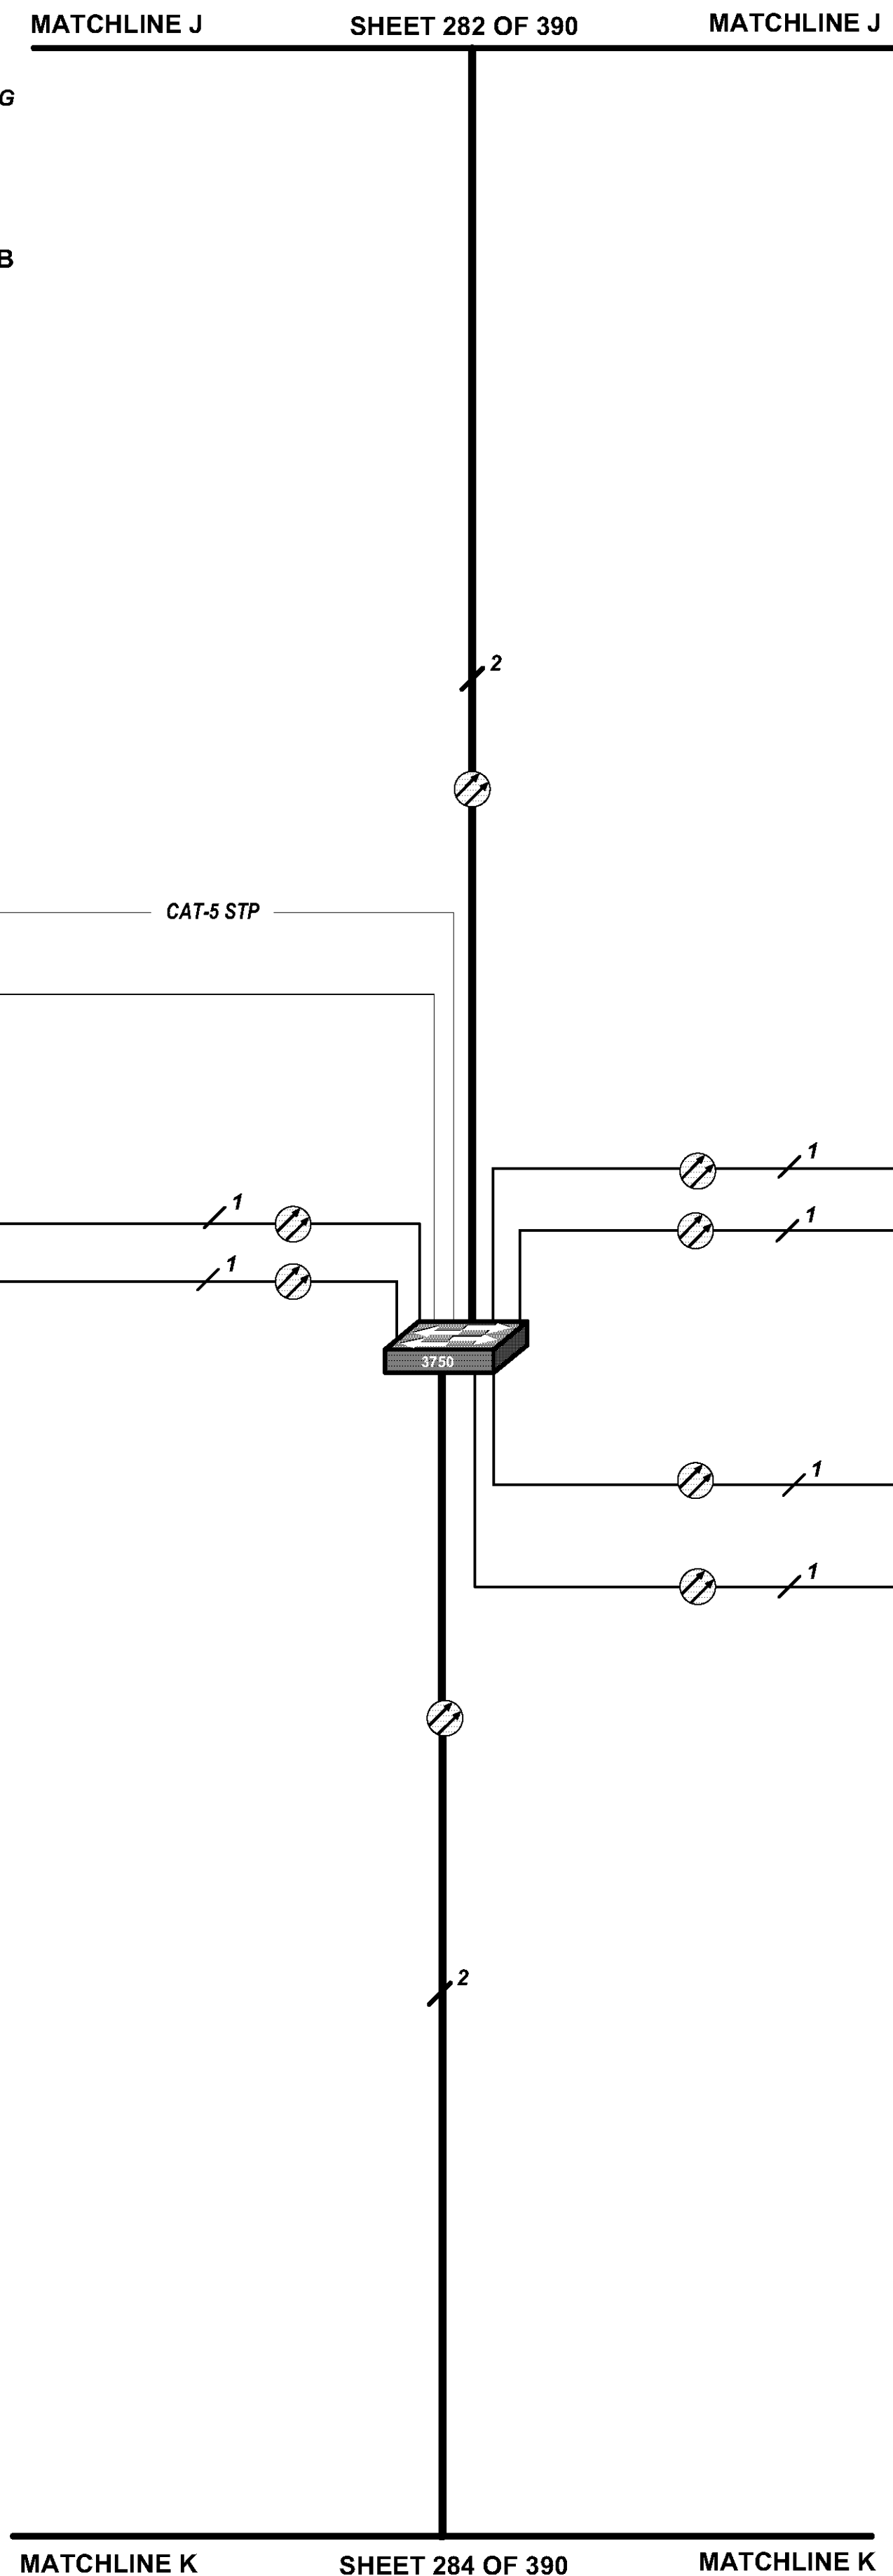 MATCHLINE J SHEET 282 OF 390 MATCHLINE J
G
B
2
CAT-5 STP
1
1
1
1
3750
1
1
2
MATCHLINE K SHEET 284 OF 390 MATCHLINE K